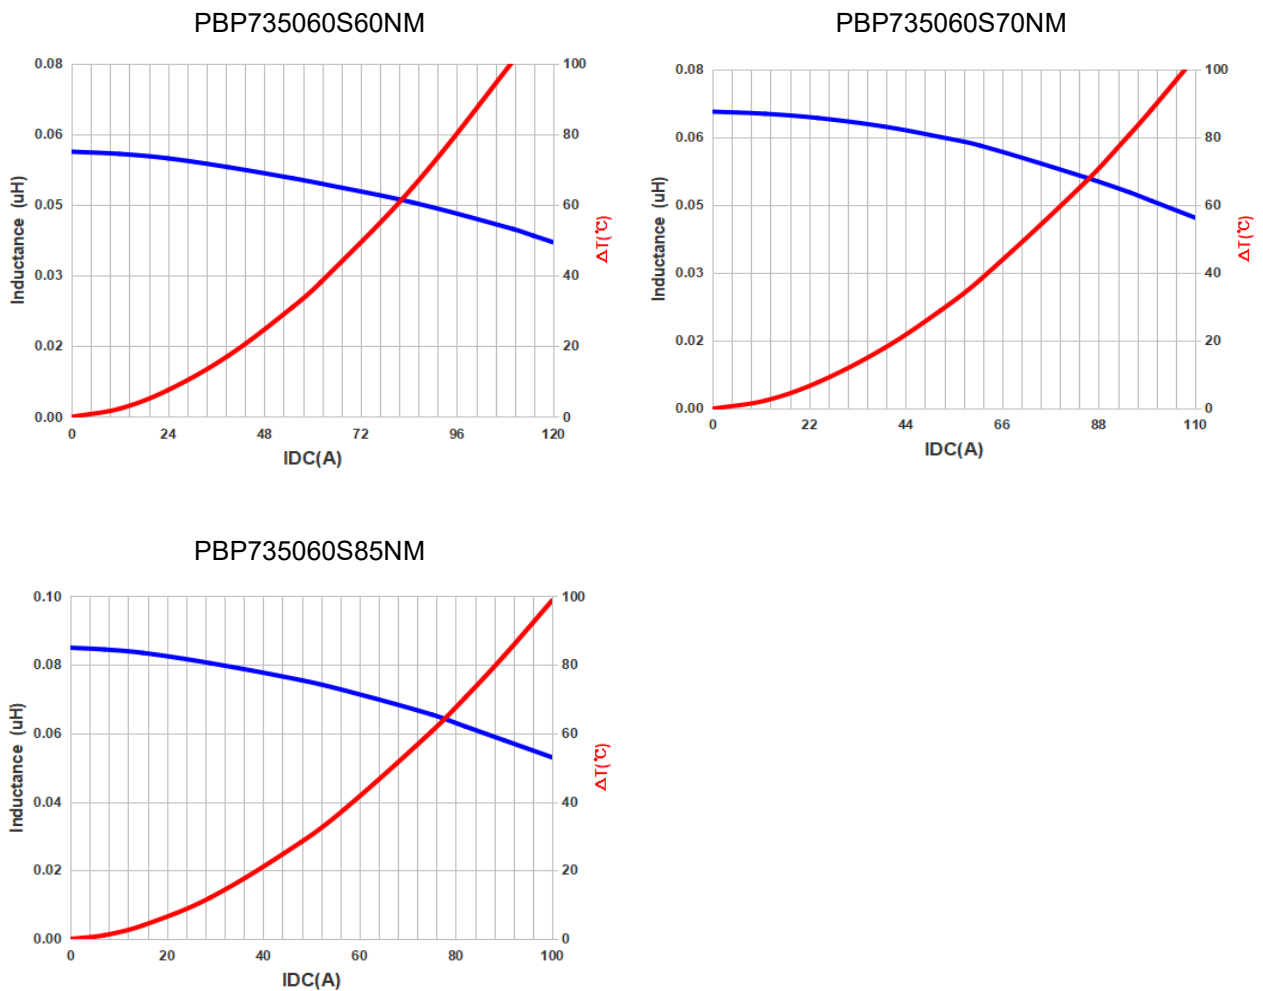 PBP735060S60NM
0.08
0.06
0.05
0.03
0.02
0.00
100
80
60
40
20
0
0 24 48 72 96 120
Inductance (uH)
ΔT(℃)
IDC(A)
PBP735060S70NM
0.08
0.06
0.05
0.03
0.02
0.00
100
80
60
40
20
0
0 22 44 66 88 110
Inductance (uH)
ΔT(℃)
IDC(A)
PBP735060S85NM
0.10
0.08
0.06
0.04
0.02
0.00
100
80
60
40
20
0
0 20 40 60 80 100
Inductance (uH)
ΔT(℃)
IDC(A)